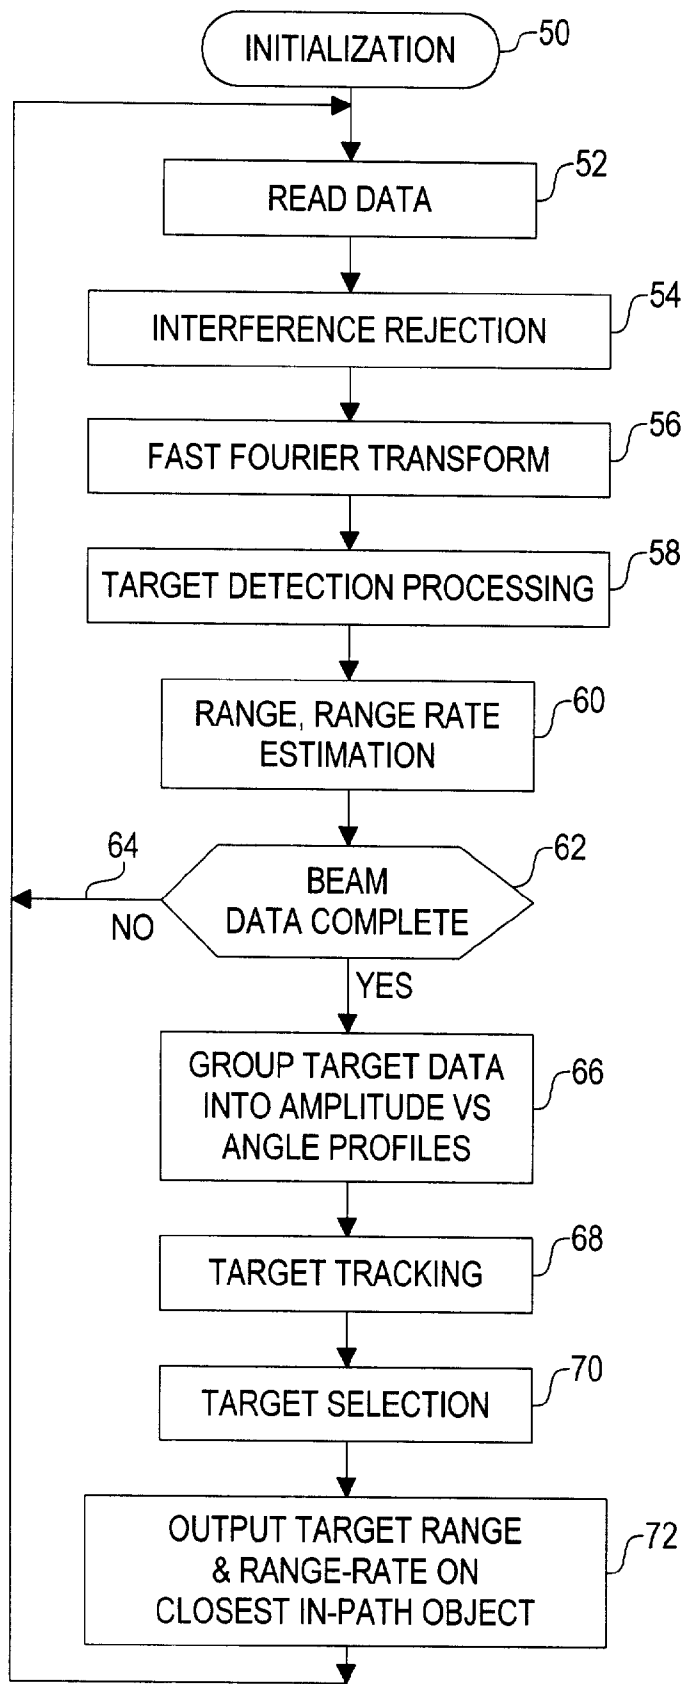 INITIALIZATION
50
READ DATA
52
INTERFERENCE REJECTION
54
FAST FOURIER TRANSFORM
56
TARGET DETECTION PROCESSING
58
RANGE, RANGE RATE
ESTIMATION
60
BEAM
DATA COMPLETE
62
64
NO
YES
GROUP TARGET DATA
INTO AMPLITUDE VS
ANGLE PROFILES
66
TARGET TRACKING
68
TARGET SELECTION
70
OUTPUT TARGET RANGE
& RANGE-RATE ON
CLOSEST IN-PATH OBJECT
72